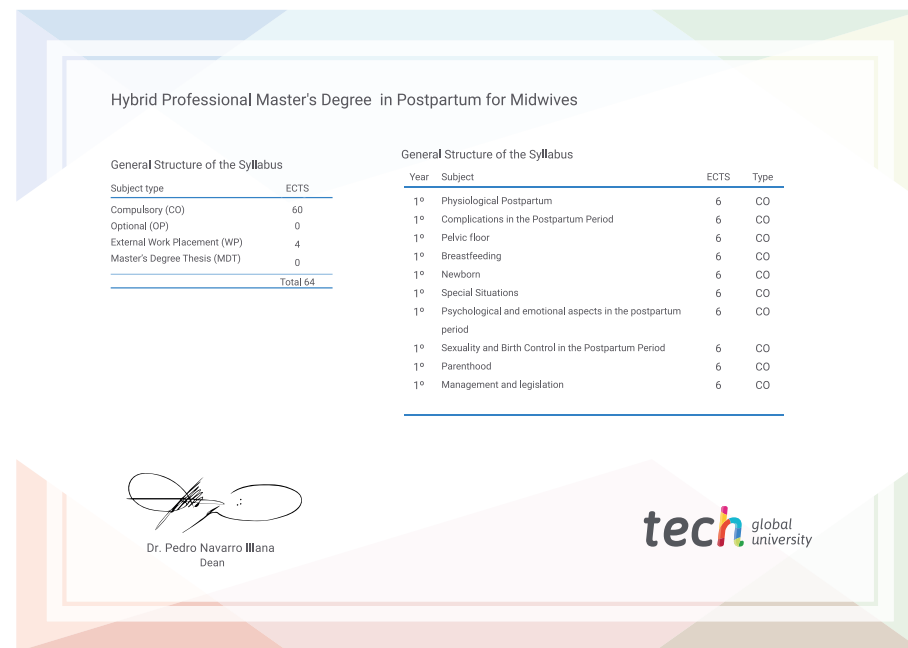 Hybrid Professional Master's Degree in Postpartum for Midwives
General Structure of the Syllabus
Subject type ECTS
Compulsory (CO) 60
Optional (OP) 0
External Work Placement (WP) 4
Master's Degree Thesis (MDT) 0
Total 64
General Structure of the Syllabus
Year Subject ECTS Type
1º Physiological Postpartum 6 CO
1º Complications in the Postpartum Period 6 CO
1º Pelvic floor 6 CO
1º Breastfeeding 6 CO
1º Newborn 6 CO
1º Special Situations 6 CO
1º Psychological and emotional aspects in the postpartum 6 CO
period
1º Sexuality and Birth Control in the Postpartum Period 6 CO
1º Parenthood 6 CO
1º Management and legislation 6 CO
Dr. Pedro Navarro Illana
Dean
tech global
university